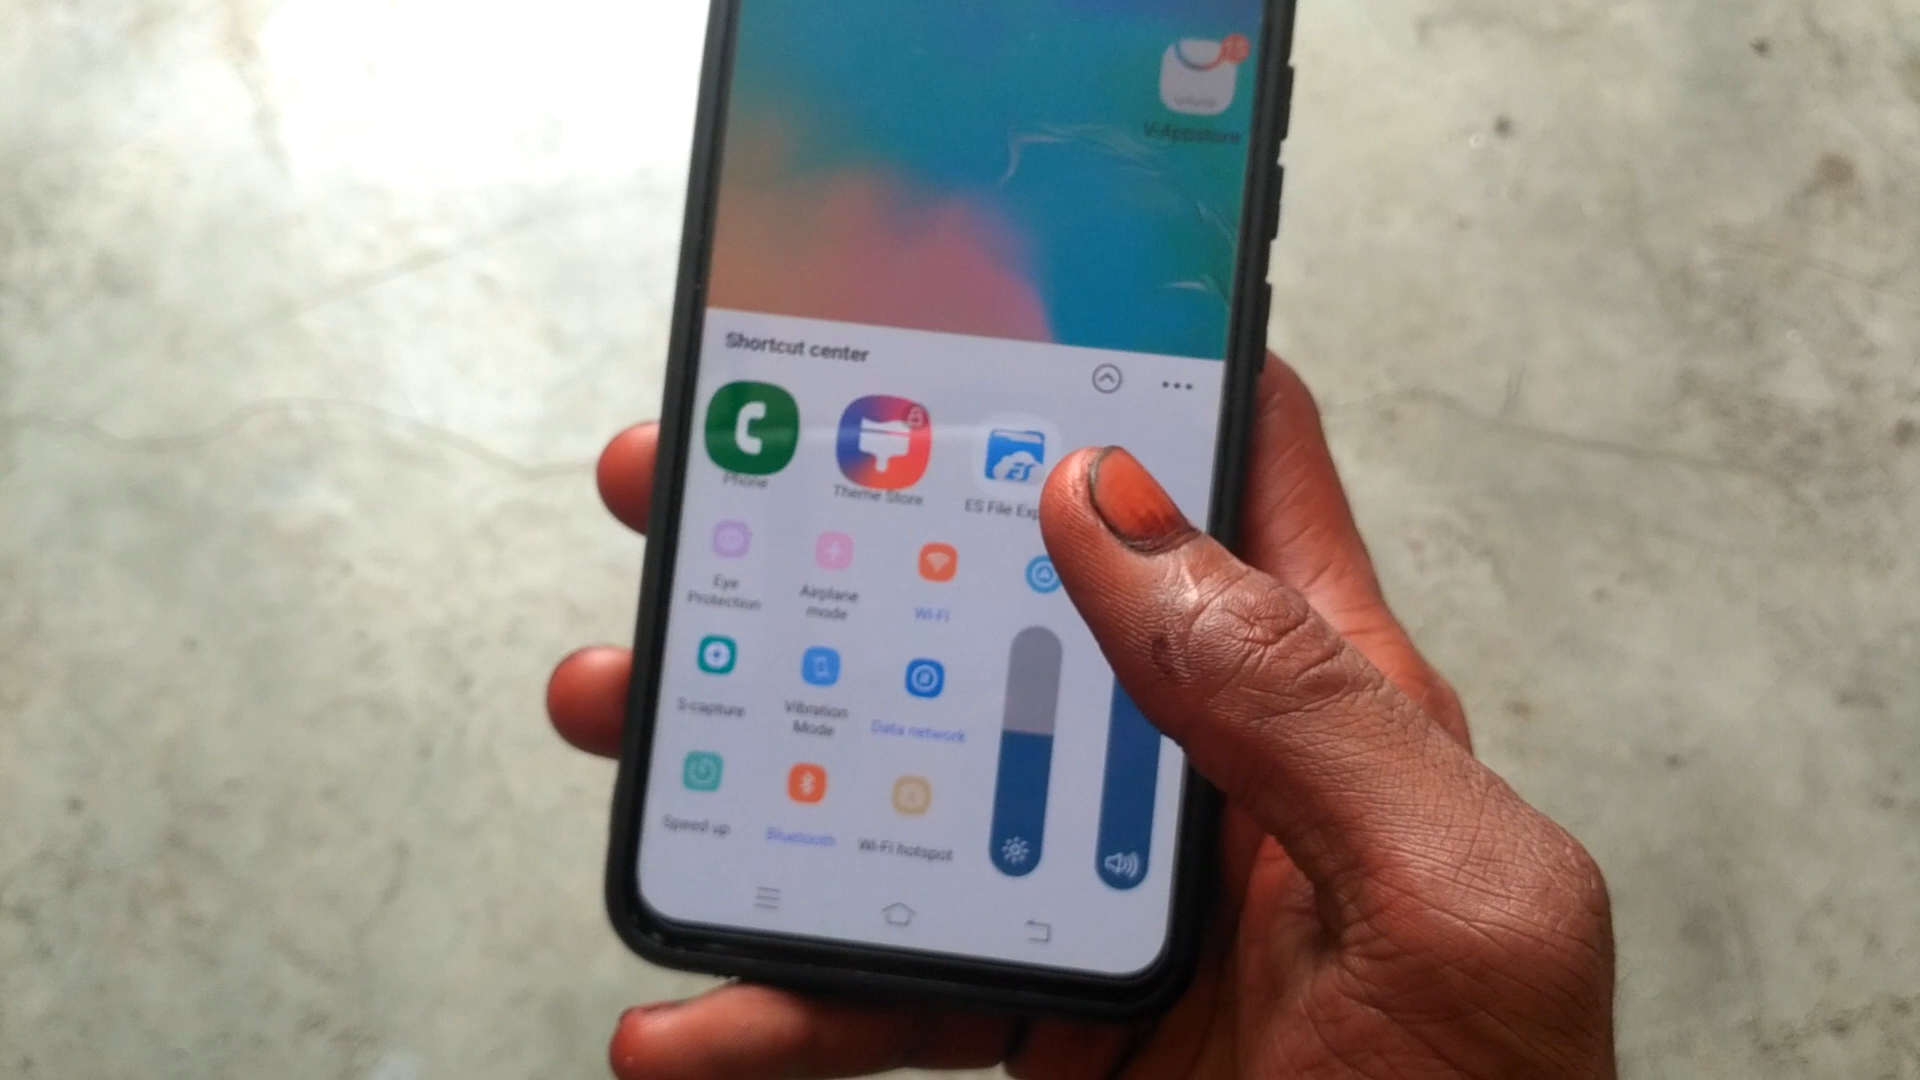 V-Appstore
Shortcut center
Phone
Theme Store
ES
ES File Exp
Eye
Protection
Airplane
mode
Wi-Fi
S-capture
Vibration
Mode
Data network
Speed up
Bluetooth
Wi-Fi hotspot